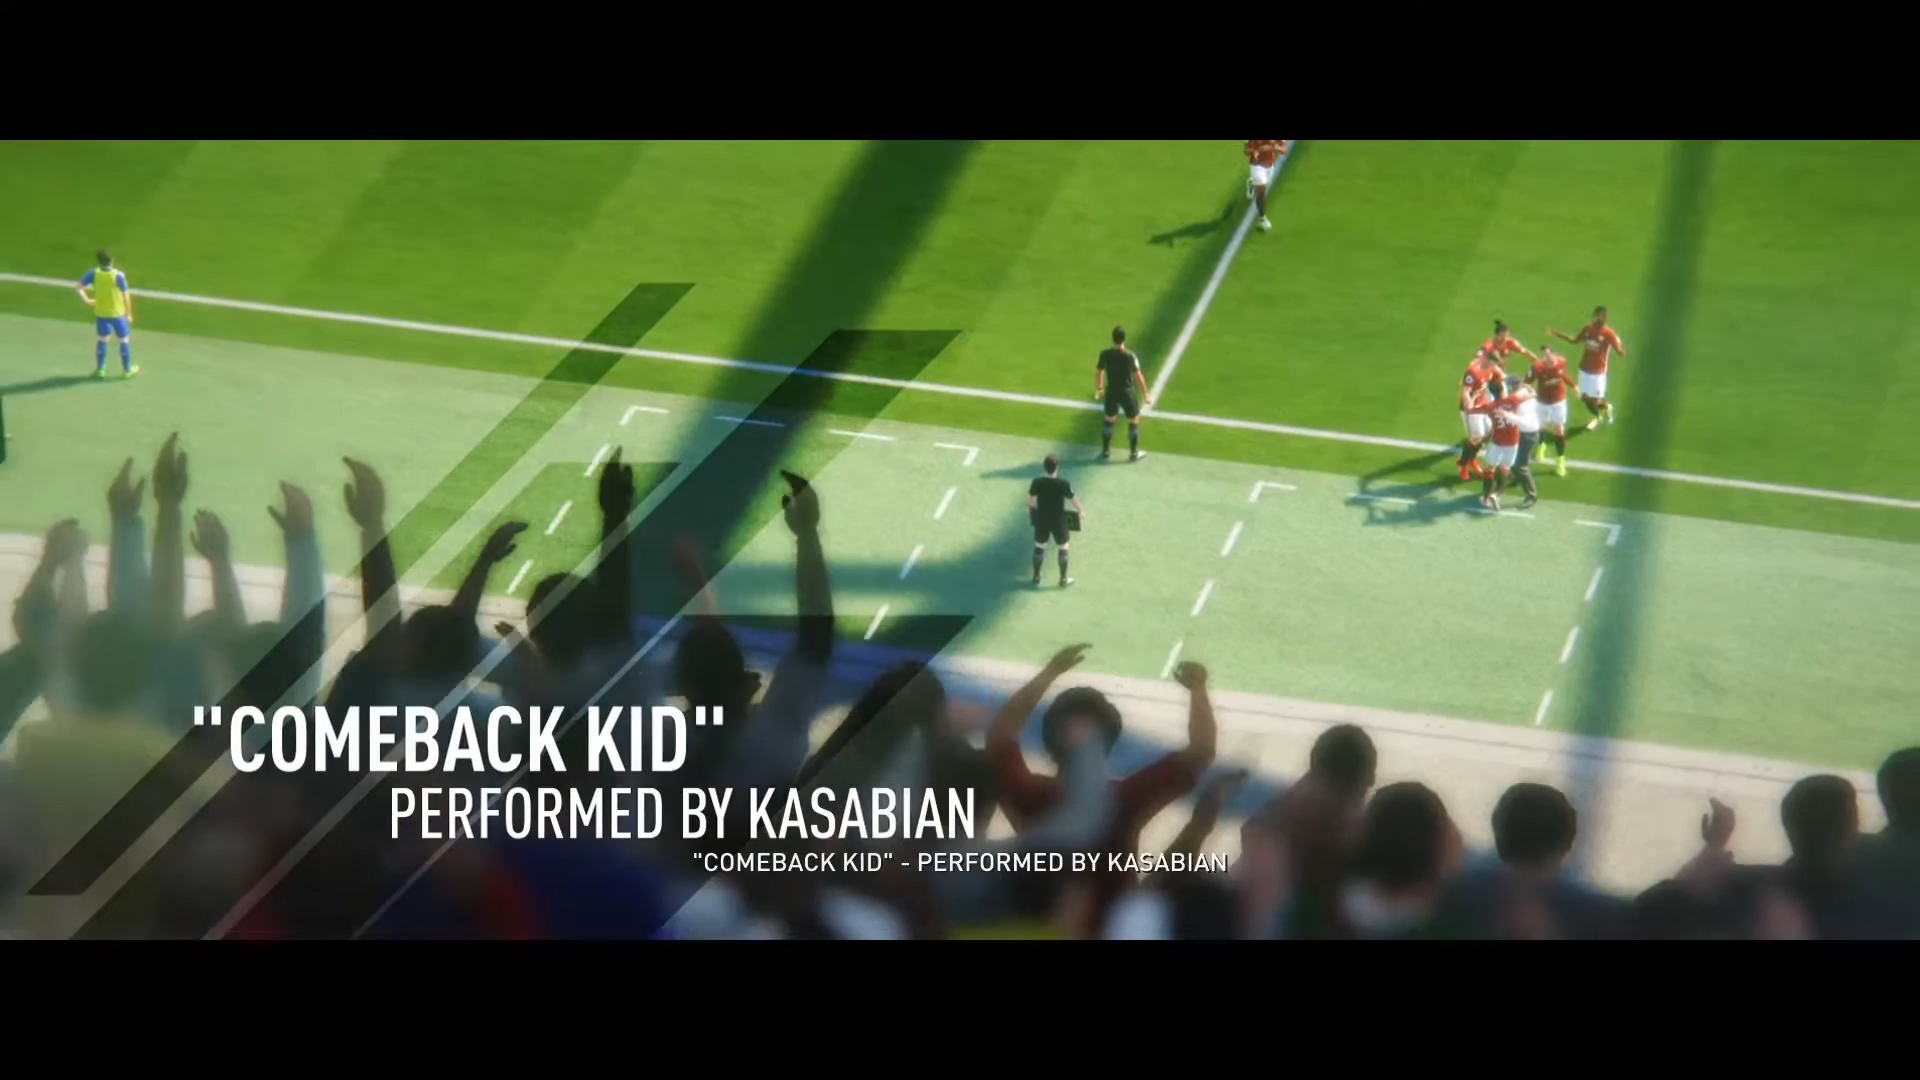 "COMEBACK KID"
PERFORMED BY KASABIAN
"COMEBACK KID" - PERFORMED BY KASABIAN